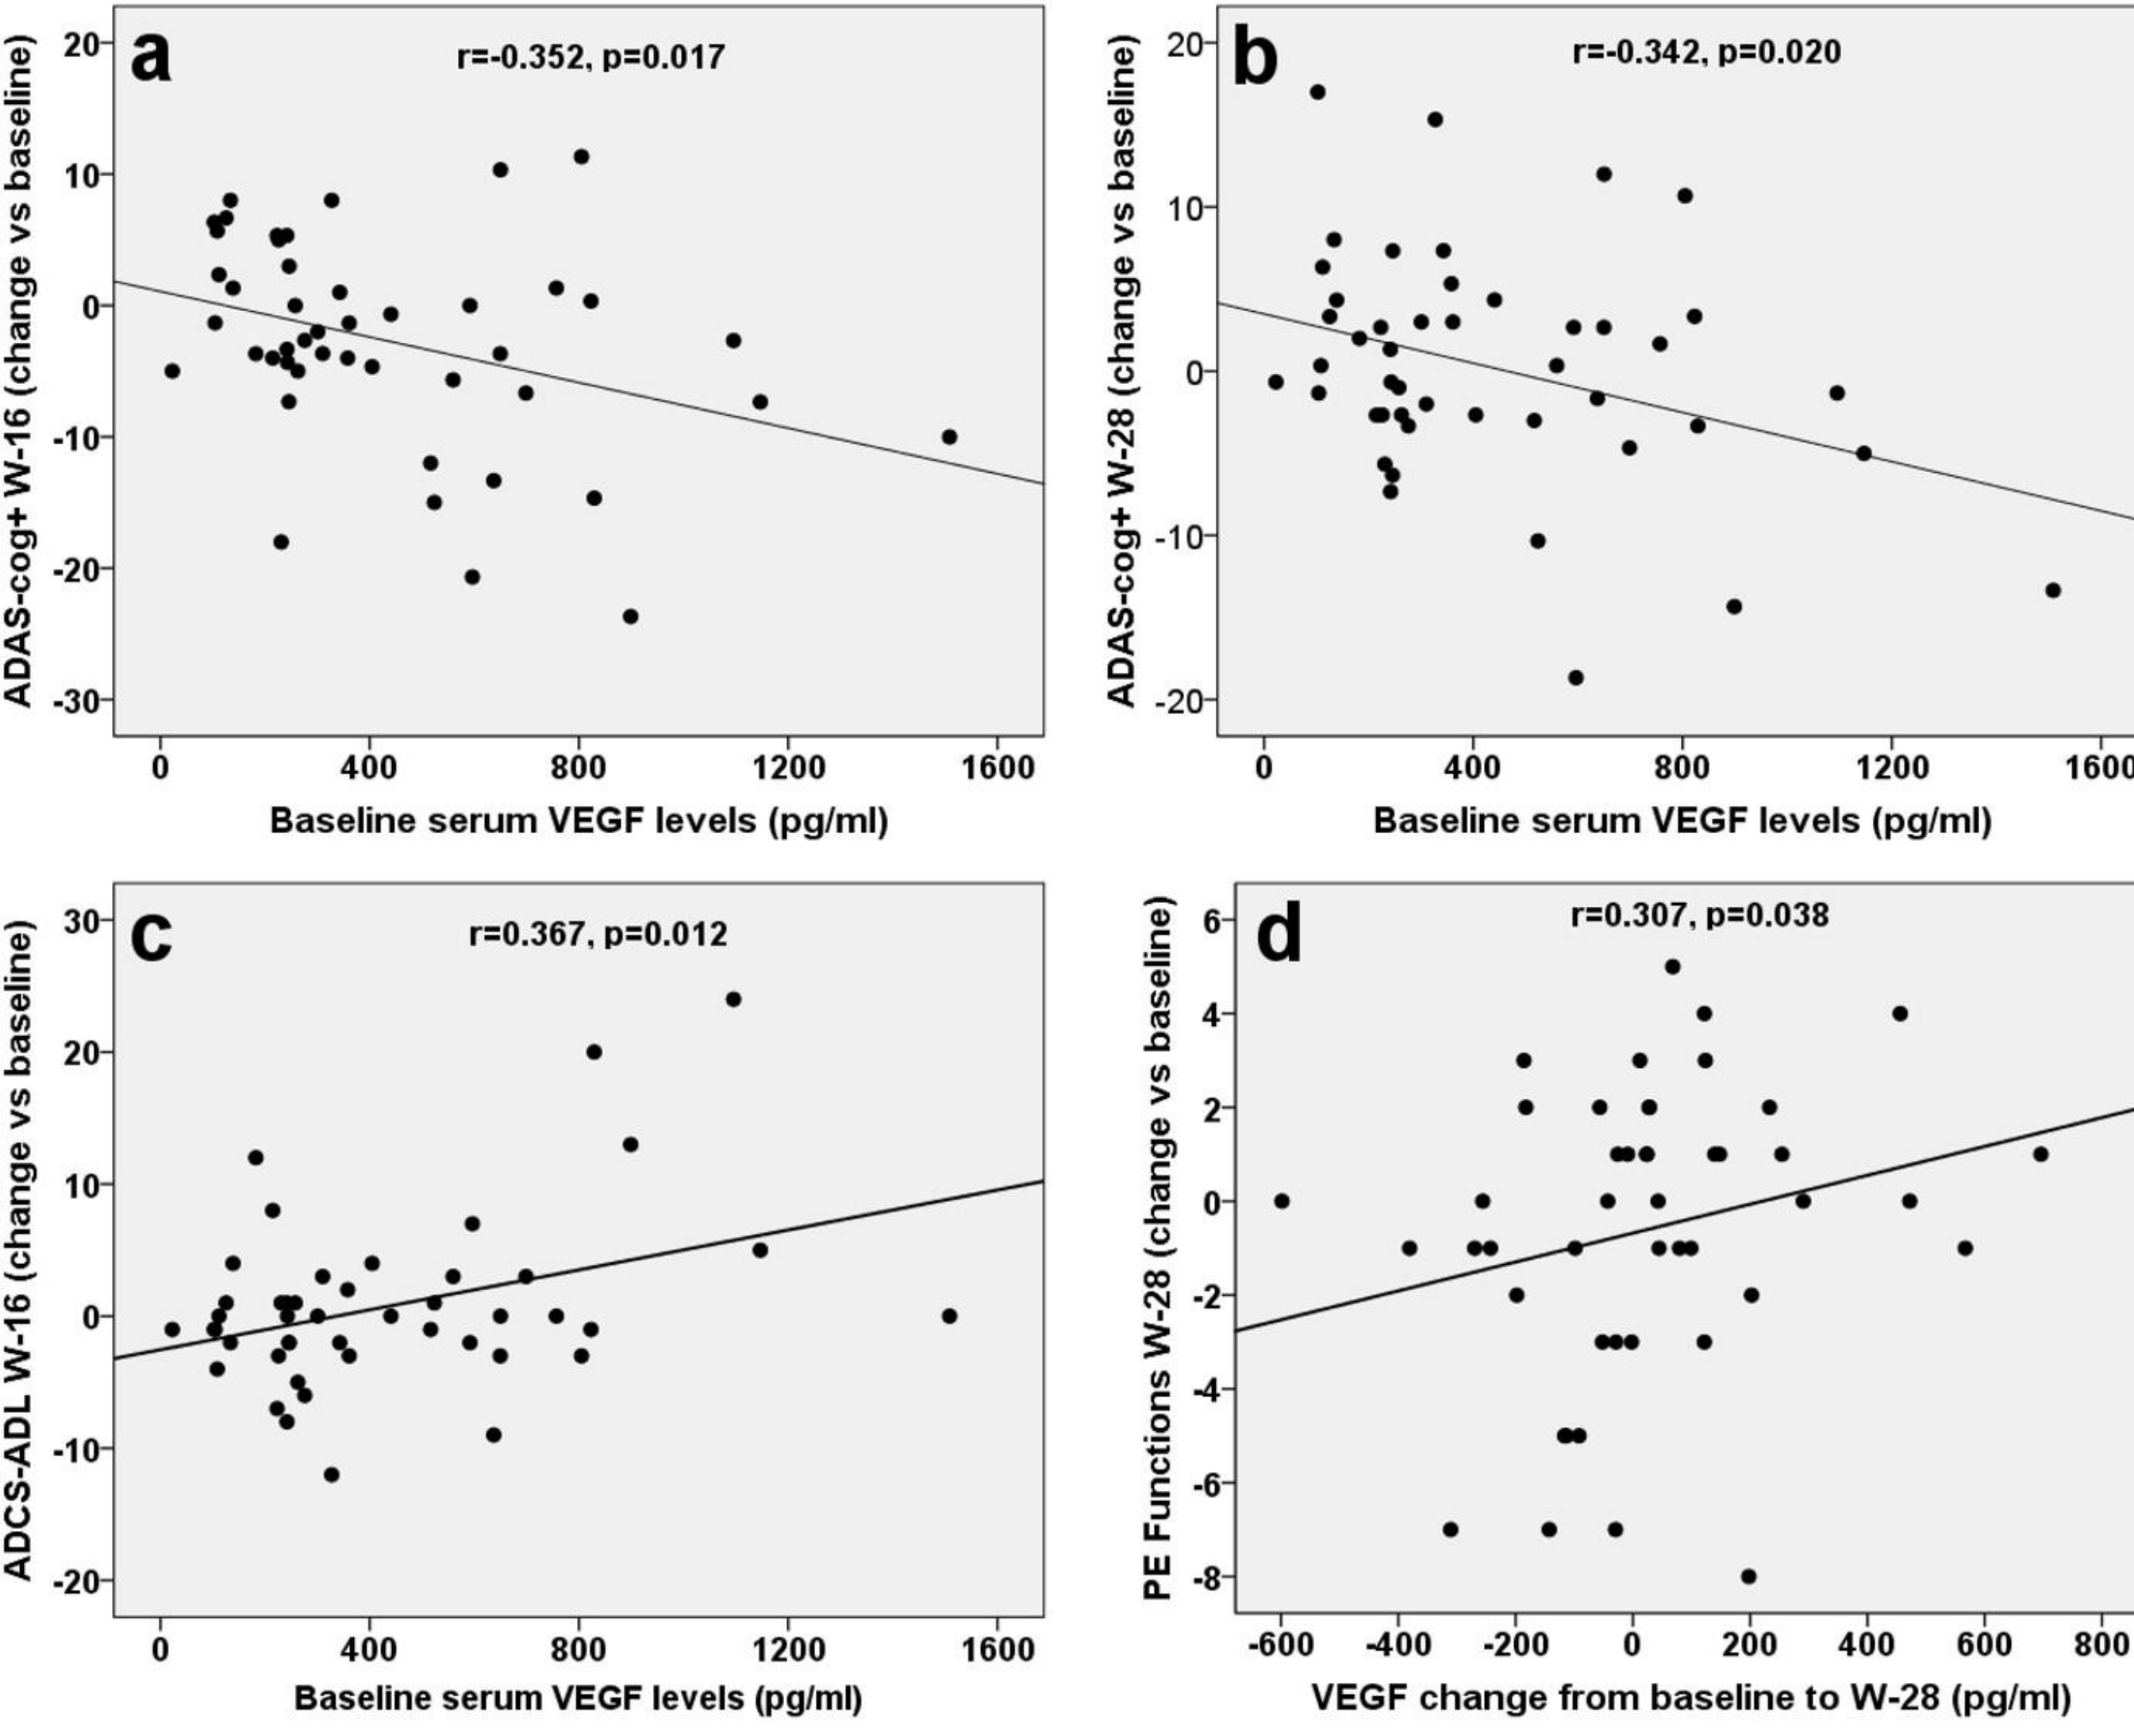 a
r=-0.352, p=0.017
ADAS-cog+ W-16 (change vs baseline)
20
10
0
-10
-20
-30
0 400 800 1200 1600
Baseline serum VEGF levels (pg/ml)
b
r=-0.342, p=0.020
ADAS-cog+ W-28 (change vs baseline)
20
10
0
-10
-20
0 400 800 1200 1600
Baseline serum VEGF levels (pg/ml)
c
r=0.367, p=0.012
ADCS-ADL W-16 (change vs baseline)
30
20
10
0
-10
-20
0 400 800 1200 1600
Baseline serum VEGF levels (pg/ml)
d
r=0.307, p=0.038
PE Functions W-28 (change vs baseline)
6
4
2
0
-2
-4
-6
-8
-600 -400 -200 0 200 400 600 800
VEGF change from baseline to W-28 (pg/ml)